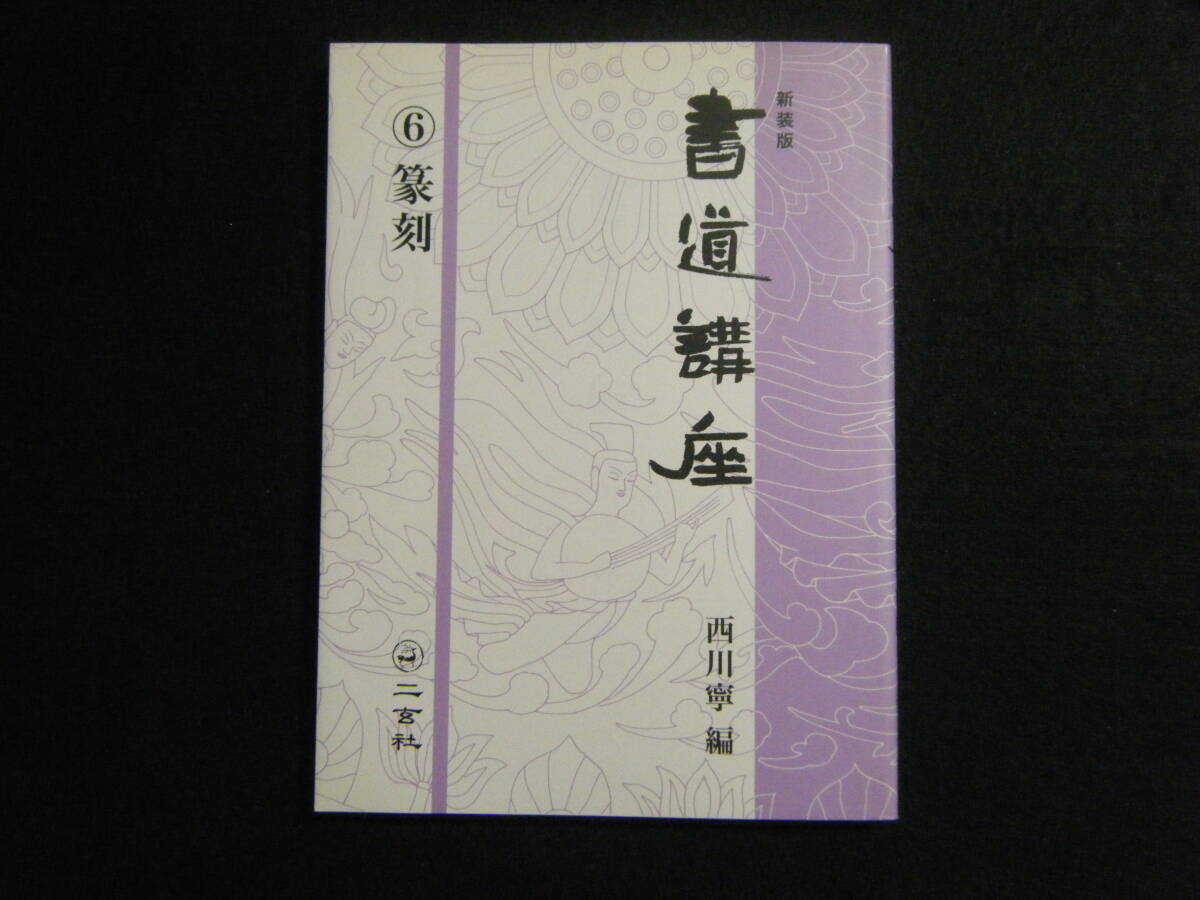 新装版
書道講座
西川寧 編
⑥ 篆刻
二玄社